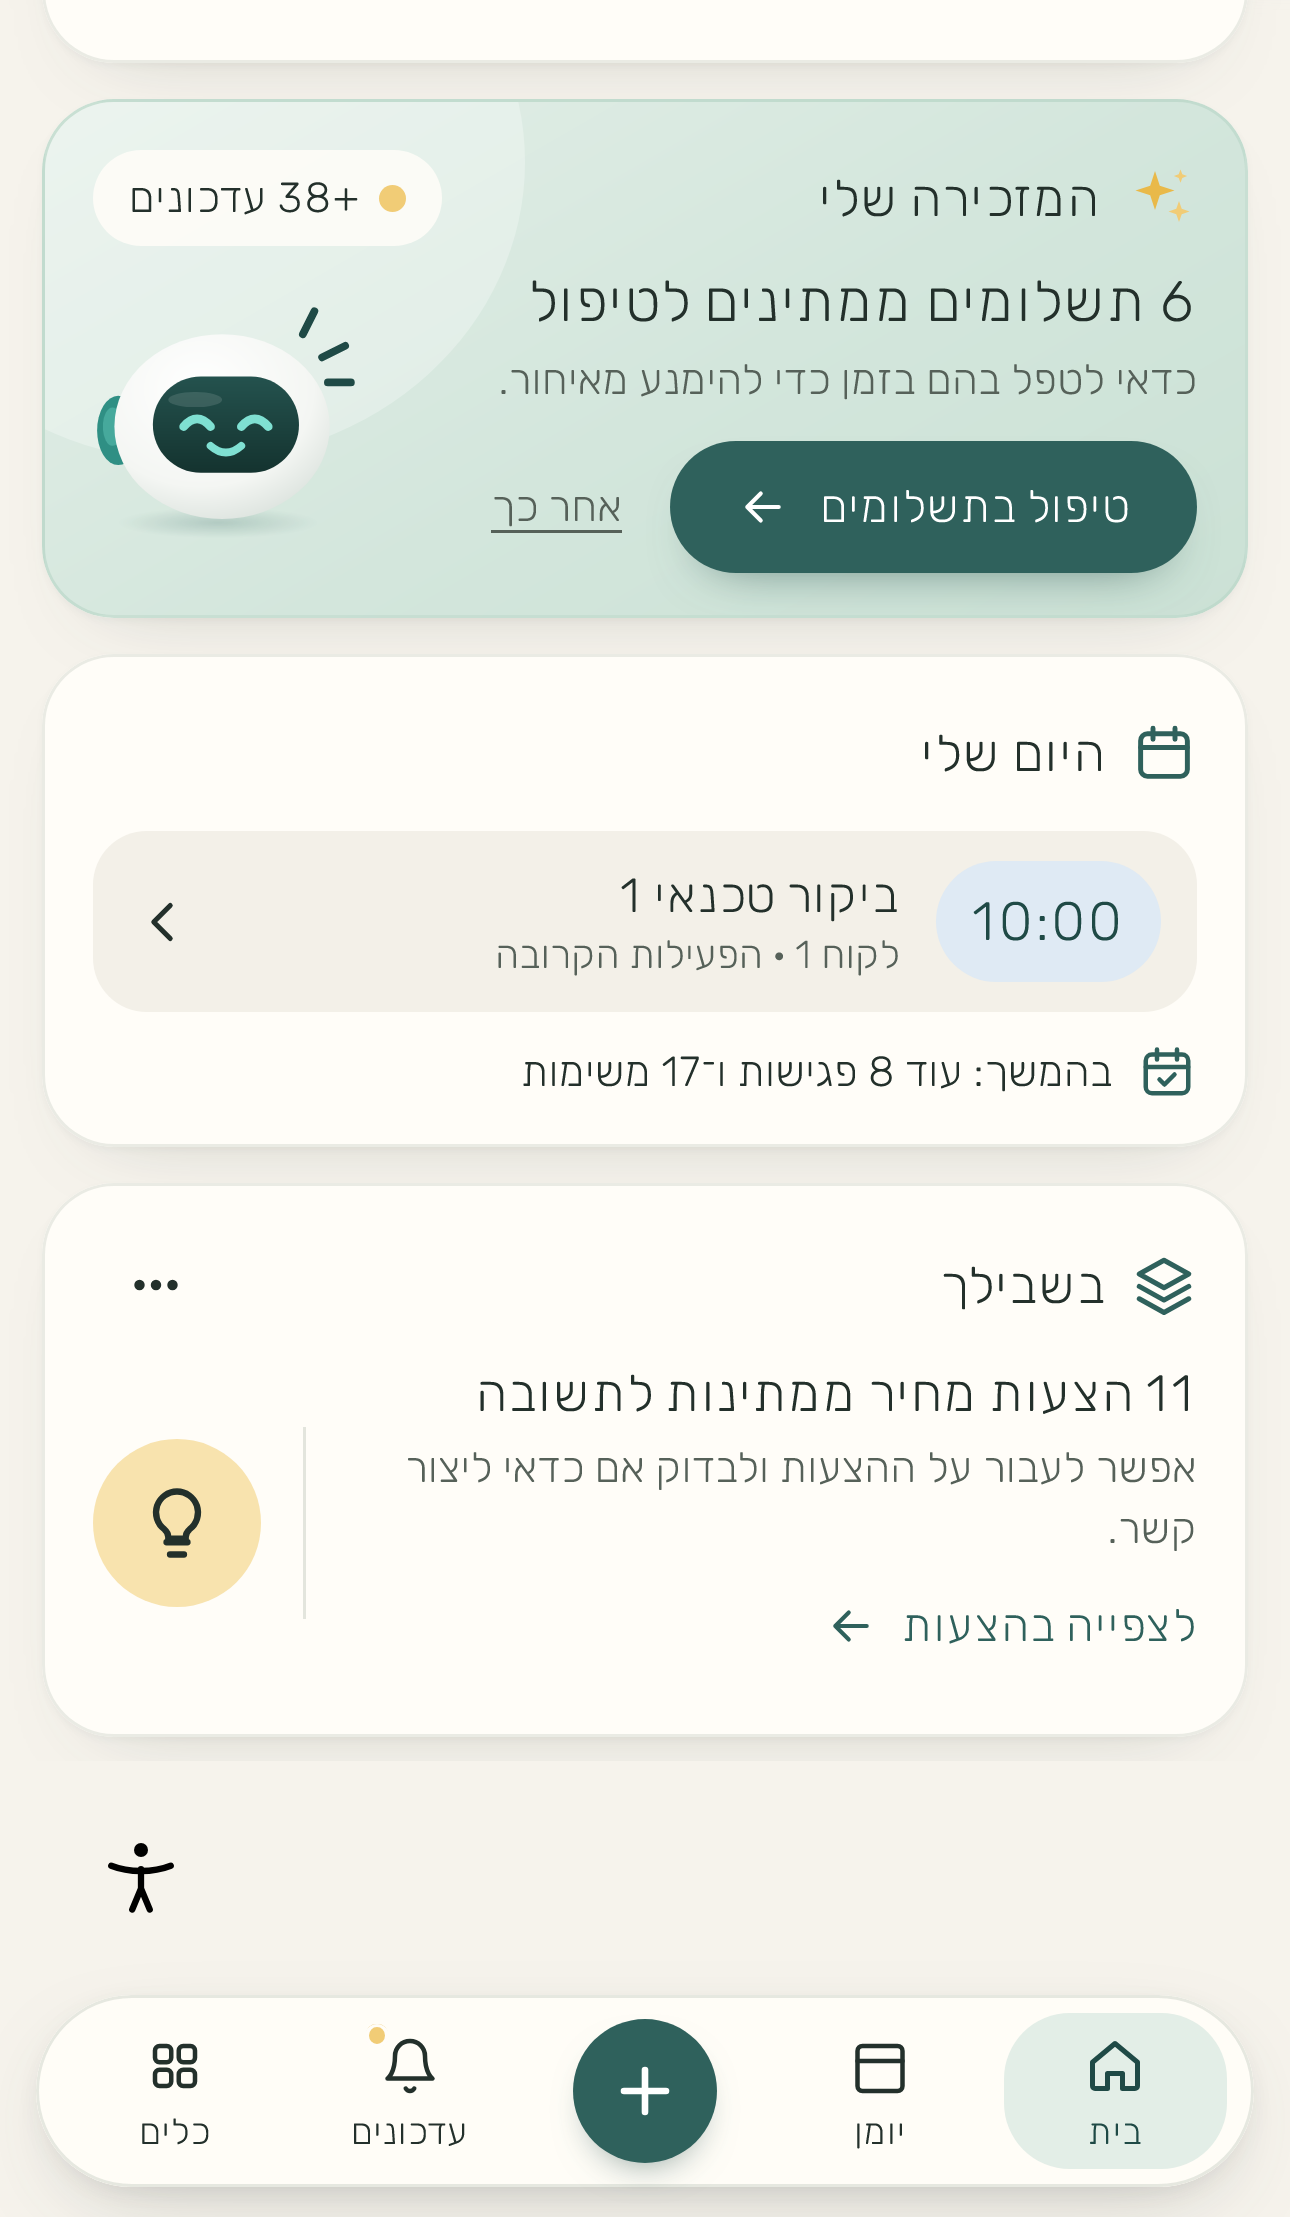 המזכירה שלי
+38 עדכונים
6 תשלומים ממתינים לטיפול
כדאי לטפל בהם בזמן כדי להימנע מאיחור.
טיפול בתשלומים
אחר כך
היום שלי
10:00
ביקור טכנאי 1
לקוח 1 • הפעילות הקרובה
בהמשך: עוד 8 פגישות ו־17 משימות
בשבילך
11 הצעות מחיר ממתינות לתשובה
אפשר לעבור על ההצעות ולבדוק אם כדאי ליצור
קשר.
לצפייה בהצעות
בית
יומן
עדכונים
כלים